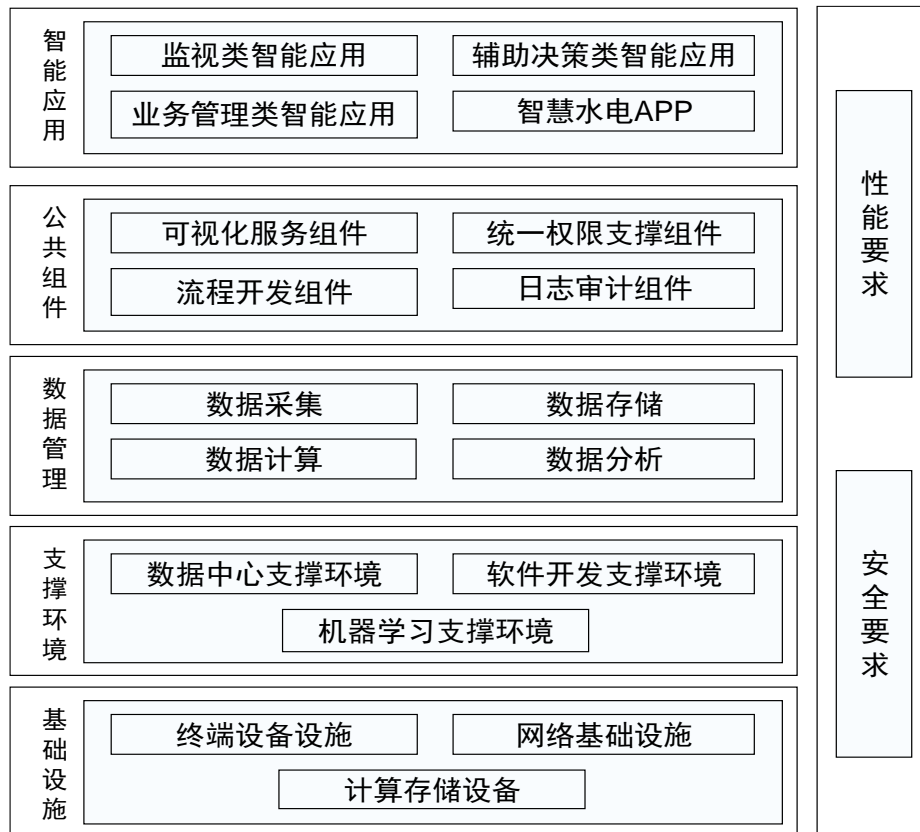 智能应用
监视类智能应用
辅助决策类智能应用
业务管理类智能应用
智慧水电APP
公共组件
可视化服务组件
统一权限支撑组件
流程开发组件
日志审计组件
数据管理
数据采集
数据存储
数据计算
数据分析
支撑环境
数据中心支撑环境
软件开发支撑环境
机器学习支撑环境
基础设施
终端设备设施
网络基础设施
计算存储设备
性能要求
安全要求